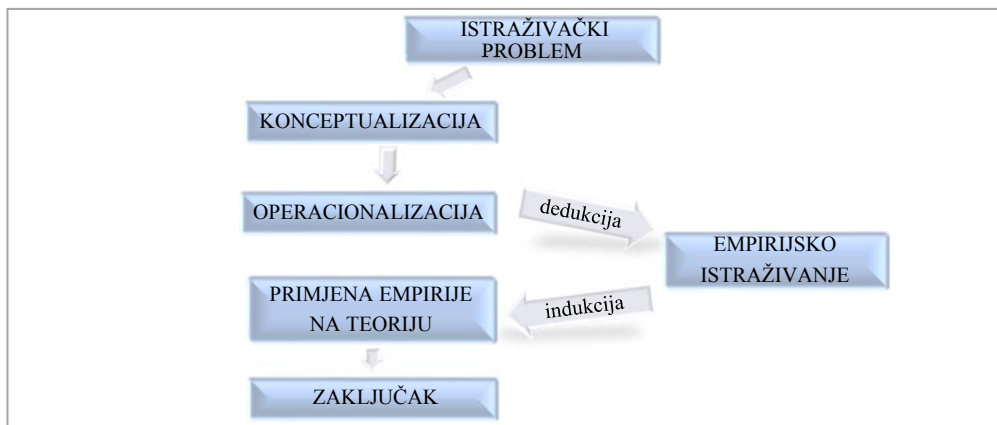 ISTRAŽIVAČKI
PROBLEM
KONCEPTUALIZACIJA
OPERACIONALIZACIJA
dedukcija
EMPIRIJSKO
ISTRAŽIVANJE
indukcija
PRIMJENA EMPIRIJE
NA TEORIJU
ZAKLJUČAK